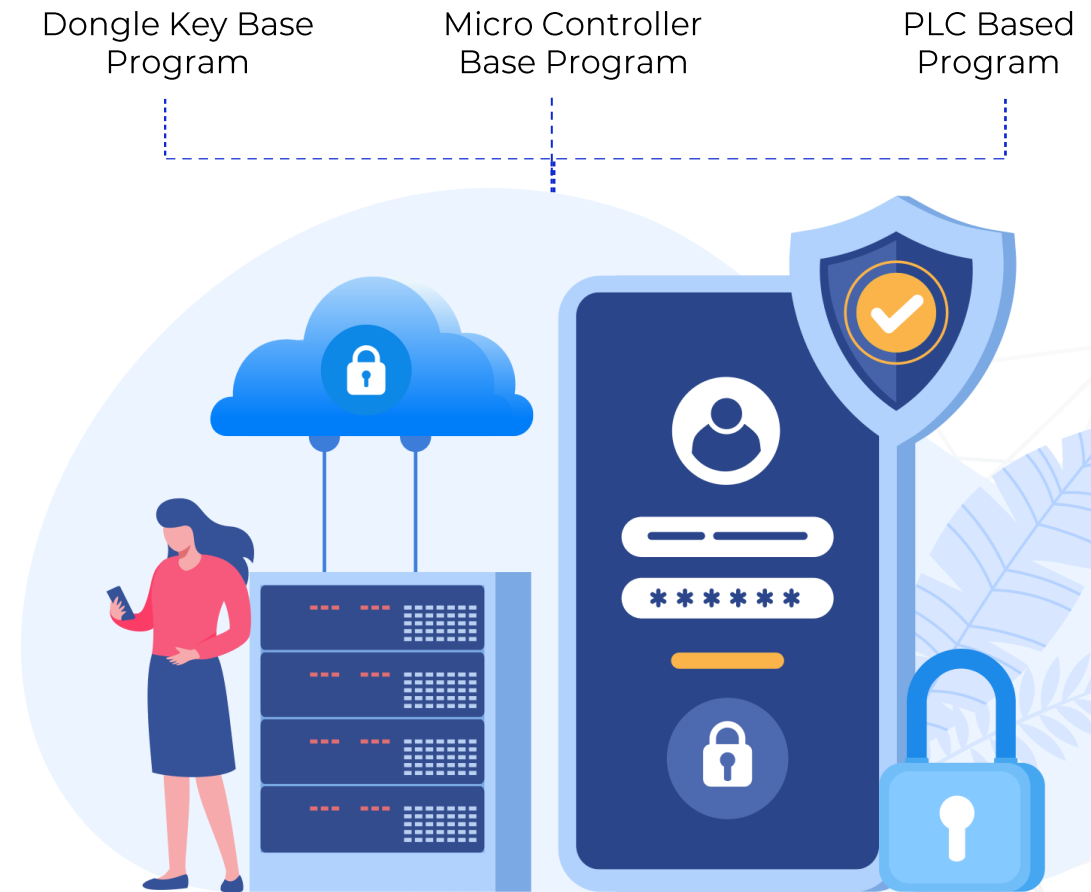 Dongle Key Base
Program
Micro Controller
Base Program
PLC Based
Program
******